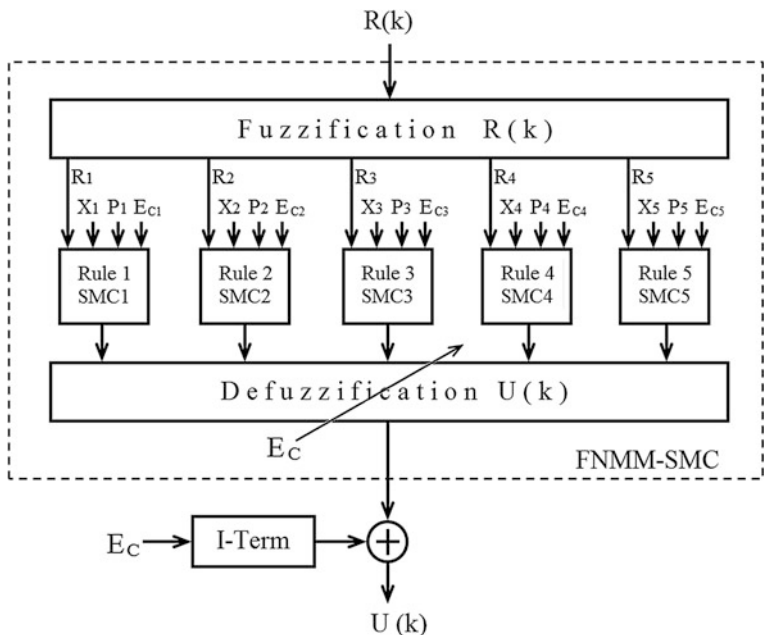 R(k)
Fuzzification R(k)
R1 R2 R3 R4 R5
X1 P1 EC1 X2 P2 EC2 X3 P3 EC3 X4 P4 EC4 X5 P5 EC5
Rule 1 Rule 2 Rule 3 Rule 4 Rule 5
SMC1 SMC2 SMC3 SMC4 SMC5
Defuzzification U(k)
EC
FNMM-SMC
EC I-Term +
U(k)